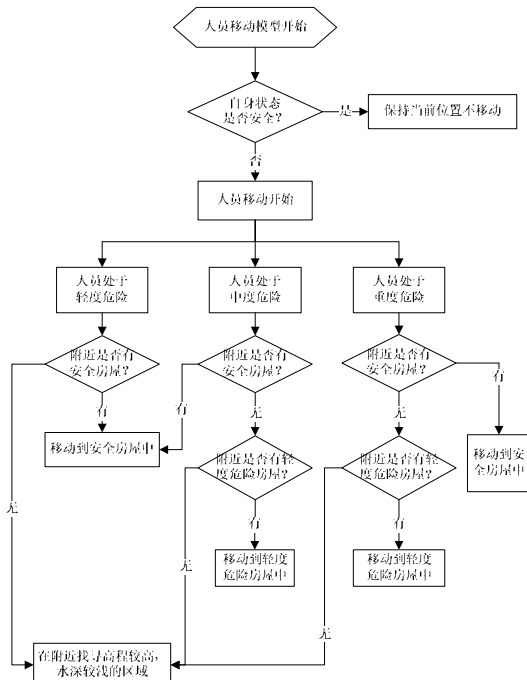 人员移动模型开始
自身状态
是否安全？
是
保持当前位置不移动
否
人员移动开始
人员处于
轻度危险
人员处于
中度危险
人员处于
重度危险
附近是否有
安全房屋？
附近是否有
安全房屋？
附近是否有
安全房屋？
有
有
无
无
有
移动到安全房屋中
附近是否有轻
度危险房屋？
附近是否有轻
度危险房屋？
移动到安
全房屋中
无
有
有
无
移动到轻度
危险房屋中
移动到轻度
危险房屋中
无
在附近找寻高程较高，
水深较浅的区域